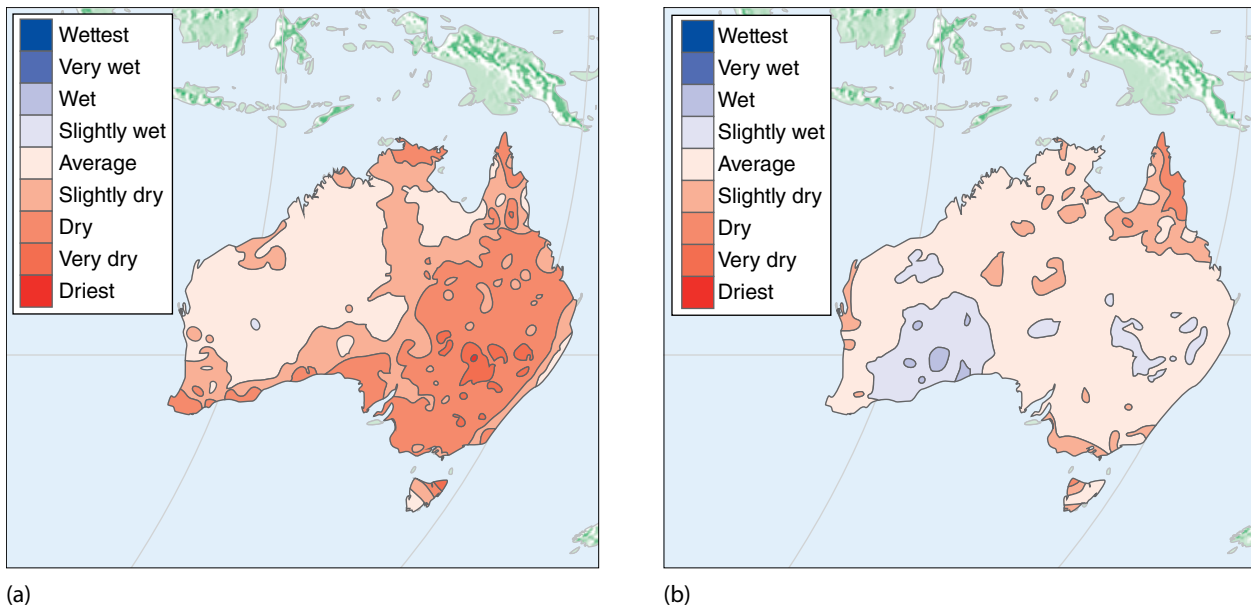 Wettest
Very wet
Wet
Slightly wet
Average
Slightly dry
Dry
Very dry
Driest
(a)
Wettest
Very wet
Wet
Slightly wet
Average
Slightly dry
Dry
Very dry
Driest
(b)